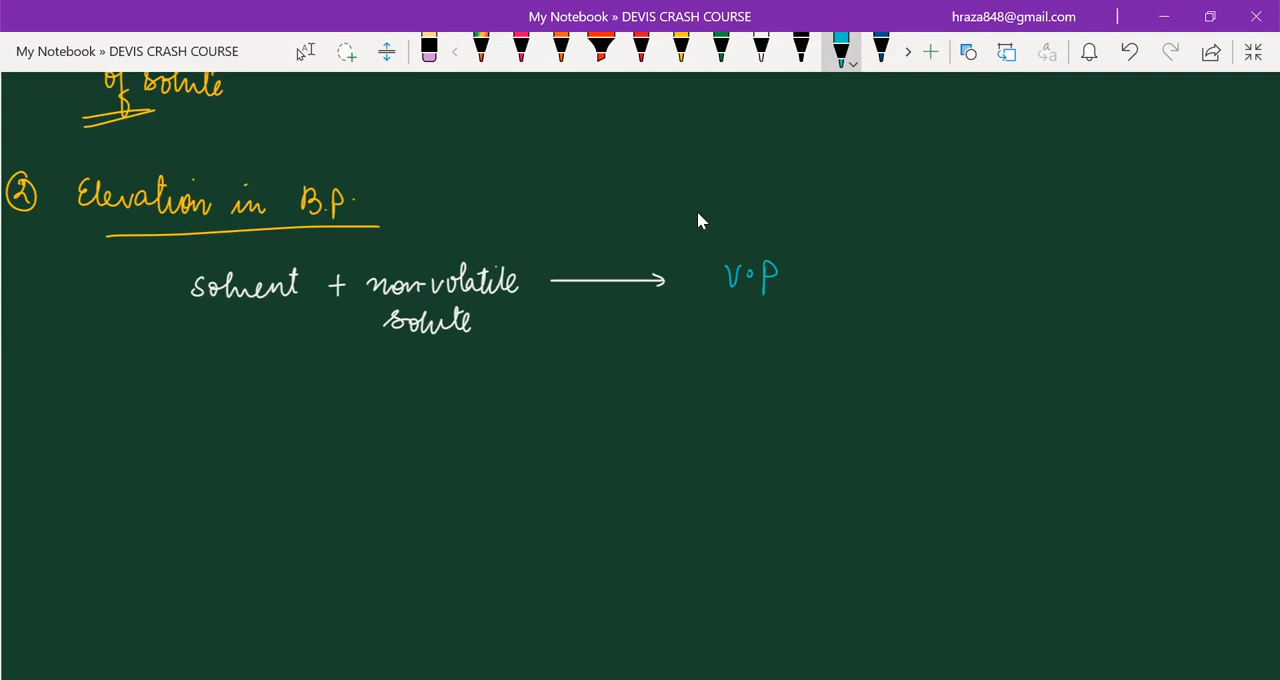 My Notebook » DEVIS CRASH COURSE
hraza848@gmail.com
My Notebook » DEVIS CRASH COURSE
of solute
② Elevation in B.P.
solvent + non volatile ⟶ V.P
solute